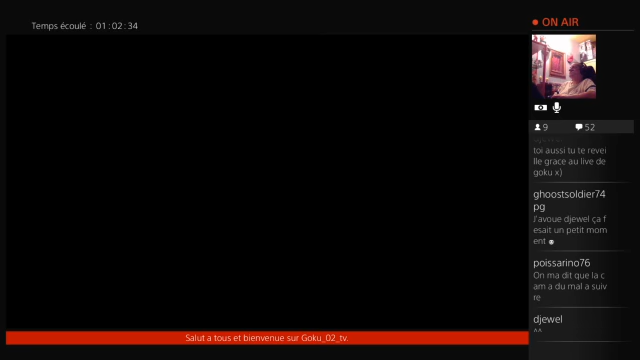 Temps écoulé : 01:02:34
ON AIR
9
52
toi aussi tu te revei
lle grace au live de
goku x)
ghoostsoldier74
pg
J'avoue djewel ça f
esait un petit mom
ent
poissarino76
On ma dit que la c
am a du mal a suiv
re
djewel
^^
Salut a tous et bienvenue sur Goku_02_tv.